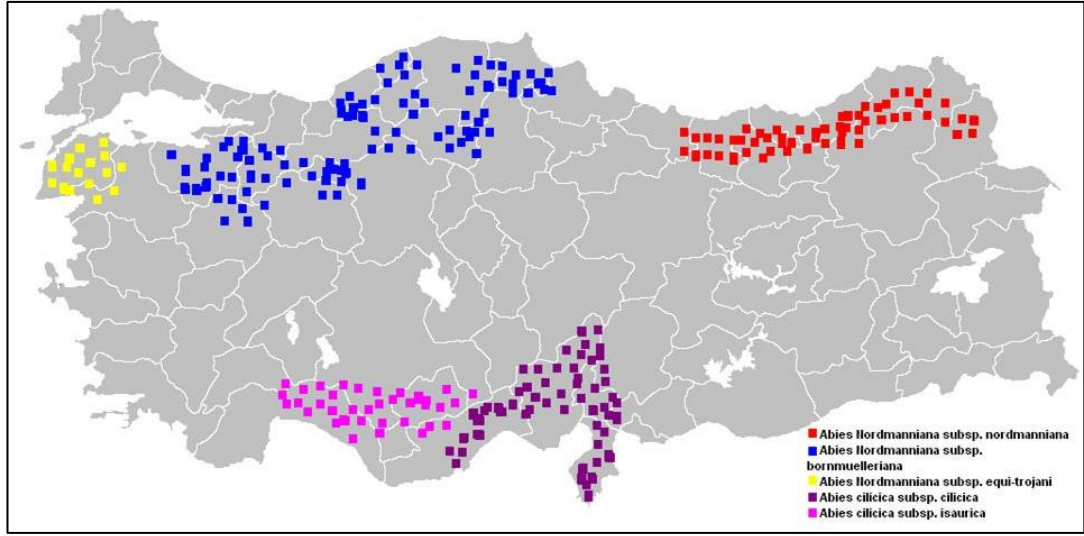 Abies Nordmanniana subsp. nordmanniana
Abies Nordmanniana subsp.
bornmuelleriana
Abies Nordmanniana subsp. equi-trojani
Abies cilicica subsp. cilicica
Abies cilicica subsp. isaurica